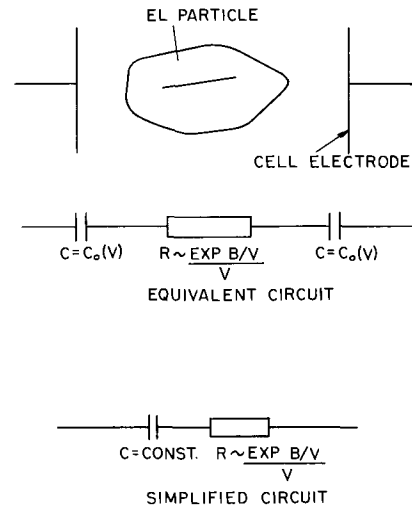 EL PARTICLE
CELL ELECTRODE
C=C₀(V) R~EXP B/V C=C₀(V)
V
EQUIVALENT CIRCUIT
C=CONST. R~EXP B/V
V
SIMPLIFIED CIRCUIT